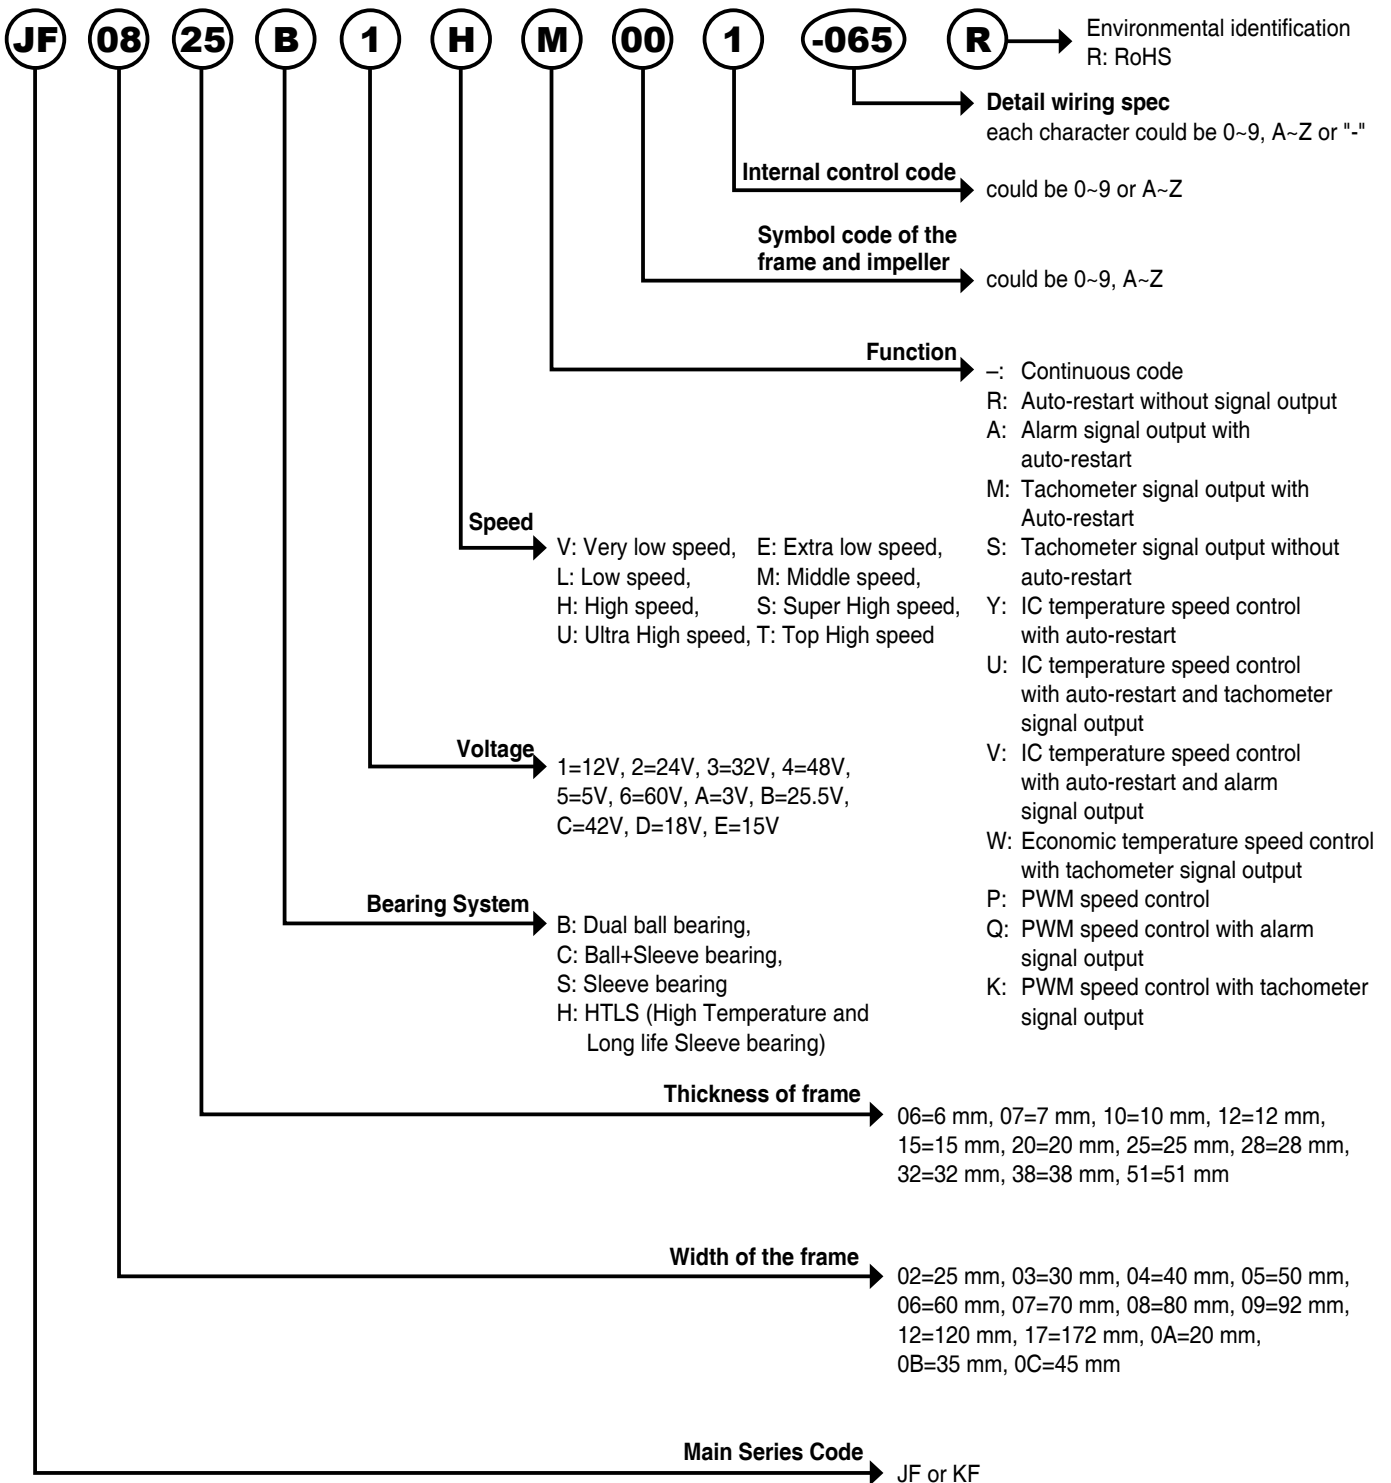 JF 08 25 B 1 H M 00 1 -065 R
Environmental identification
R: RoHS
Detail wiring spec
each character could be 0~9, A~Z or "-"
Internal control code
could be 0~9 or A~Z
Symbol code of the
frame and impeller
could be 0~9, A~Z
Function
–: Continuous code
R: Auto-restart without signal output
A: Alarm signal output with
auto-restart
M: Tachometer signal output with
Auto-restart
S: Tachometer signal output without
auto-restart
Y: IC temperature speed control
with auto-restart
U: IC temperature speed control
with auto-restart and tachometer
signal output
V: IC temperature speed control
with auto-restart and alarm
signal output
W: Economic temperature speed control
with tachometer signal output
P: PWM speed control
Q: PWM speed control with alarm
signal output
K: PWM speed control with tachometer
signal output
Speed
V: Very low speed, E: Extra low speed,
L: Low speed, M: Middle speed,
H: High speed, S: Super High speed,
U: Ultra High speed, T: Top High speed
Voltage
1=12V, 2=24V, 3=32V, 4=48V,
5=5V, 6=60V, A=3V, B=25.5V,
C=42V, D=18V, E=15V
Bearing System
B: Dual ball bearing,
C: Ball+Sleeve bearing,
S: Sleeve bearing
H: HTLS (High Temperature and
Long life Sleeve bearing)
Thickness of frame
06=6 mm, 07=7 mm, 10=10 mm, 12=12 mm,
15=15 mm, 20=20 mm, 25=25 mm, 28=28 mm,
32=32 mm, 38=38 mm, 51=51 mm
Width of the frame
02=25 mm, 03=30 mm, 04=40 mm, 05=50 mm,
06=60 mm, 07=70 mm, 08=80 mm, 09=92 mm,
12=120 mm, 17=172 mm, 0A=20 mm,
0B=35 mm, 0C=45 mm
Main Series Code
JF or KF